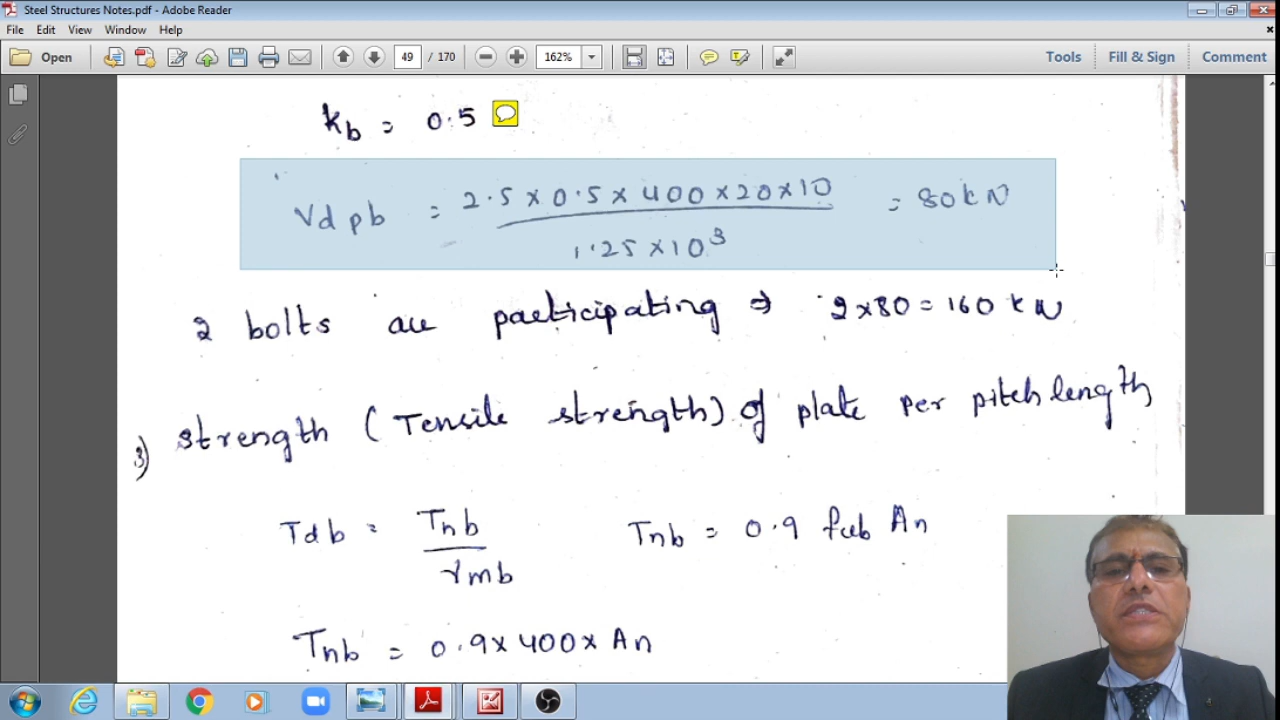 Steel Structures Notes.pdf - Adobe Reader
File Edit View Window Help
Open 49 / 170 162% Tools Fill & Sign Comment
kb = 0.5
Vdpb = 2.5 x 0.5 x 400 x 20 x 10 = 80 kN
1.25 x 10³
2 bolts are participating ⇒ 2 x 80 = 160 kN
3) strength (Tensile strength) of plate per pitch length
Tdb = Tnb Tnb = 0.9 fub An
γmb
Tnb = 0.9 x 400 x An